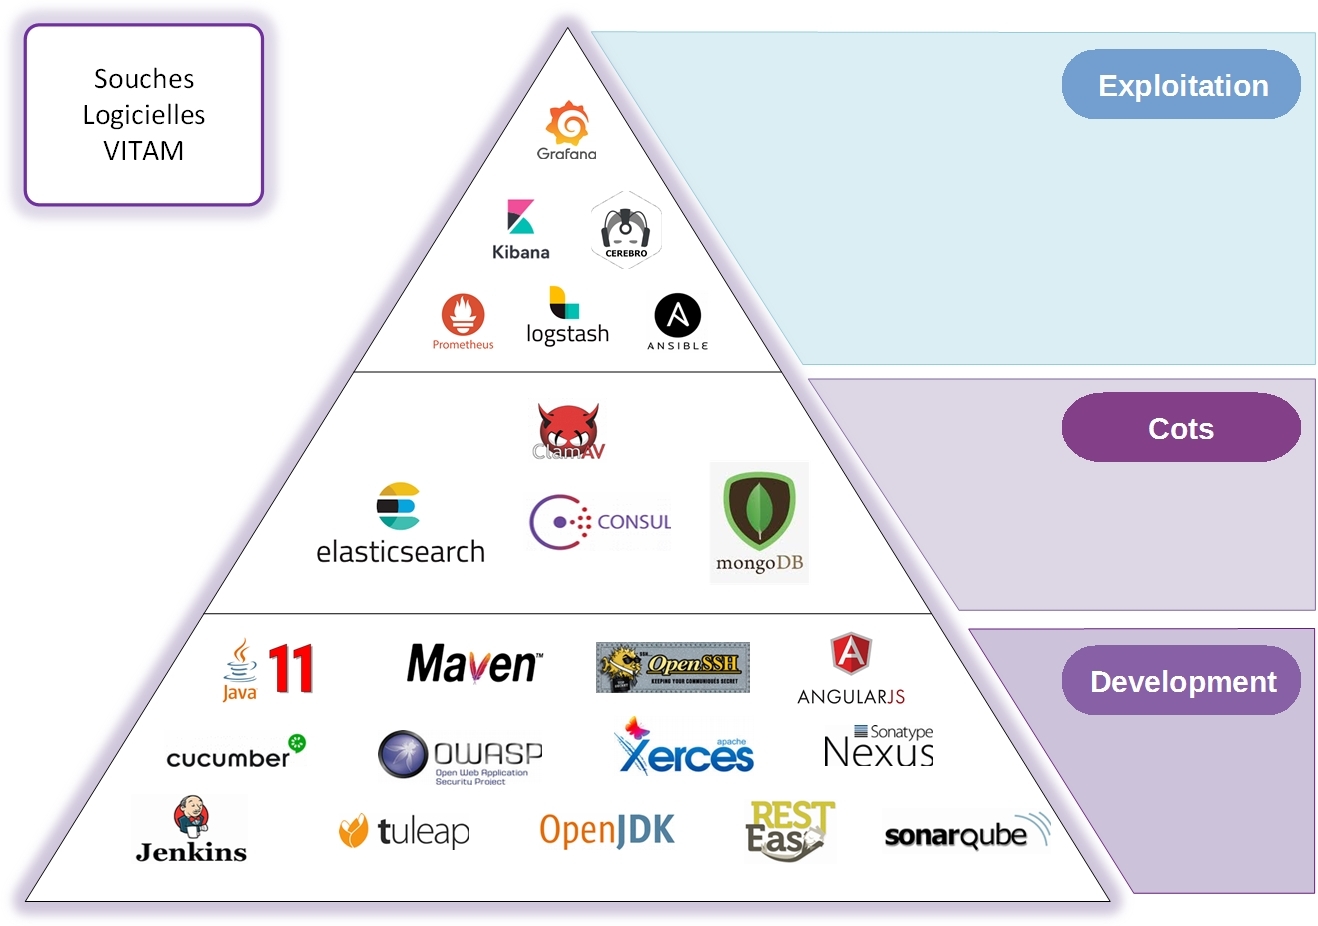 Souches
Logicielles
VITAM
Exploitation
Grafana
Kibana
CEREBRO
Prometheus
logstash
ANSIBLE
Cots
ClamAV
elasticsearch
CONSUL
mongoDB
Development
Java 11
Maven™
OpenSSH
KEEPING YOUR COMMUNIQUÉS SECRET
ANGULARJS
cucumber
OWASP
Open Web Application
Security Project
apache
Xerces
Sonatype
Nexus
Jenkins
tuleap
OpenJDK
REST
Easy
sonarqube